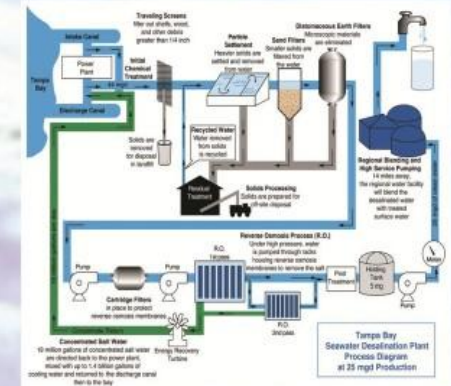 Traveling Screens
filter out shells, wood,
and other debris
greater than 1/4 inch
Particle
Settlement
Heavier solids are
settled and removed
from water
Sand Filters
Smaller solids are
filtered from
the water
Diatomaceous Earth Filters
Microscopic materials
are eliminated
Intake Canal
Tampa
Bay
Power
Plant
Discharge Canal
Initial
Chemical
Treatment
Solids are
removed
for disposal
in landfill
Recycled Water
Water removed
from solids
is recycled
Residual
Treatment
Solids Processing
Solids are prepared for
off-site disposal
Regional Blending and
High Service Pumping
14 miles away,
the regional water facility
will blend the
desalinated water
with treated
surface water
Reverse Osmosis Process (R.O.)
Under high pressure, water
is pumped through racks
housing reverse osmosis
membranes to remove the salt
R.O.
1st pass
Pump
Pump
Cartridge Filters
in place to protect
reverse osmosis membranes
Post
Treatment
Holding
Tank
5 mg
Meter
Pump
R.O.
2nd pass
Concentrated Salt Water
million gallons of concentrated salt water
are directed back to the power plant,
mixed with up to 1.4 billion gallons of
cooling water and returned to the discharge canal
then to the bay
Energy Recovery
Turbine
Tampa Bay
Seawater Desalination Plant
Process Diagram
at 25 mgd Production